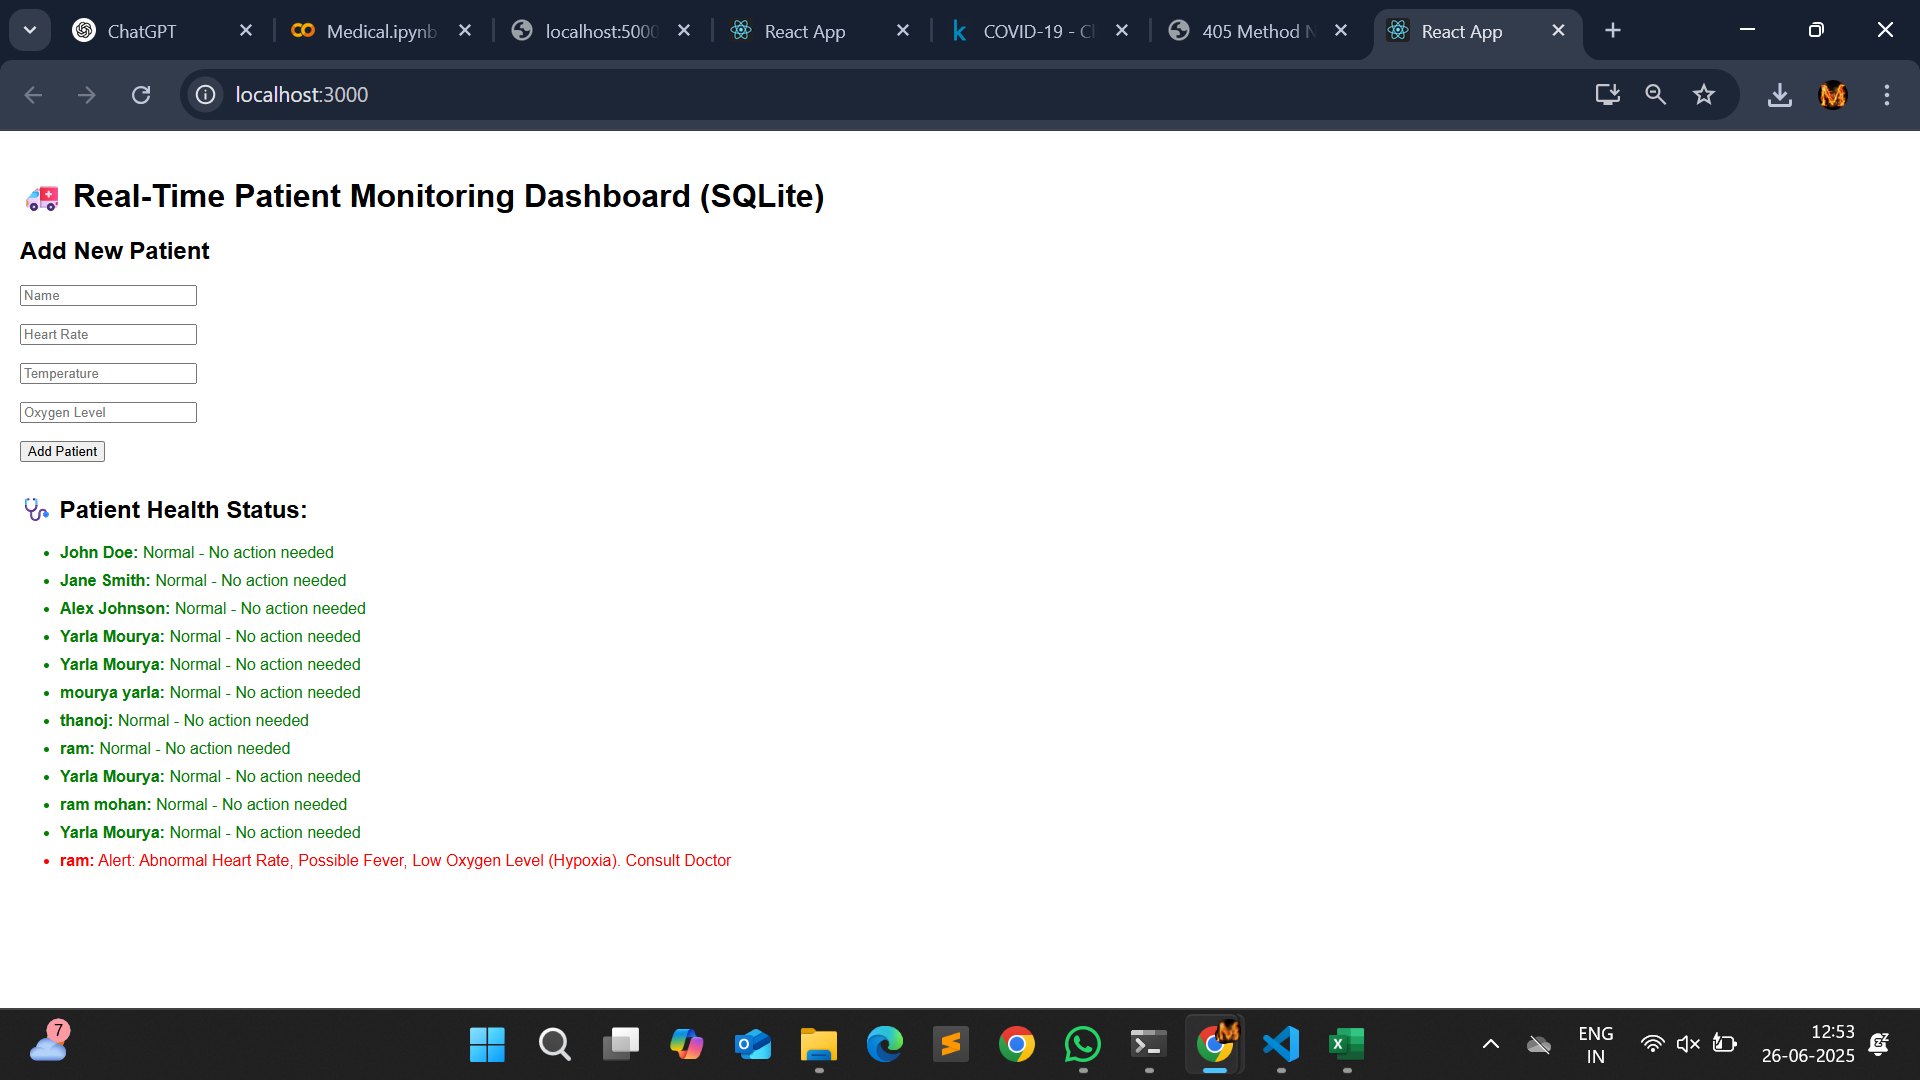 ChatGPT
Medical.ipynb
localhost:5000
React App
COVID-19 - Cl
405 Method N
React App
localhost:3000
Real-Time Patient Monitoring Dashboard (SQLite)
Add New Patient
Name
Heart Rate
Temperature
Oxygen Level
Add Patient
Patient Health Status:
John Doe: Normal - No action needed
Jane Smith: Normal - No action needed
Alex Johnson: Normal - No action needed
Yarla Mourya: Normal - No action needed
Yarla Mourya: Normal - No action needed
mourya yarla: Normal - No action needed
thanoj: Normal - No action needed
ram: Normal - No action needed
Yarla Mourya: Normal - No action needed
ram mohan: Normal - No action needed
Yarla Mourya: Normal - No action needed
ram: Alert: Abnormal Heart Rate, Possible Fever, Low Oxygen Level (Hypoxia). Consult Doctor
7
ENG
IN
12:53
26-06-2025